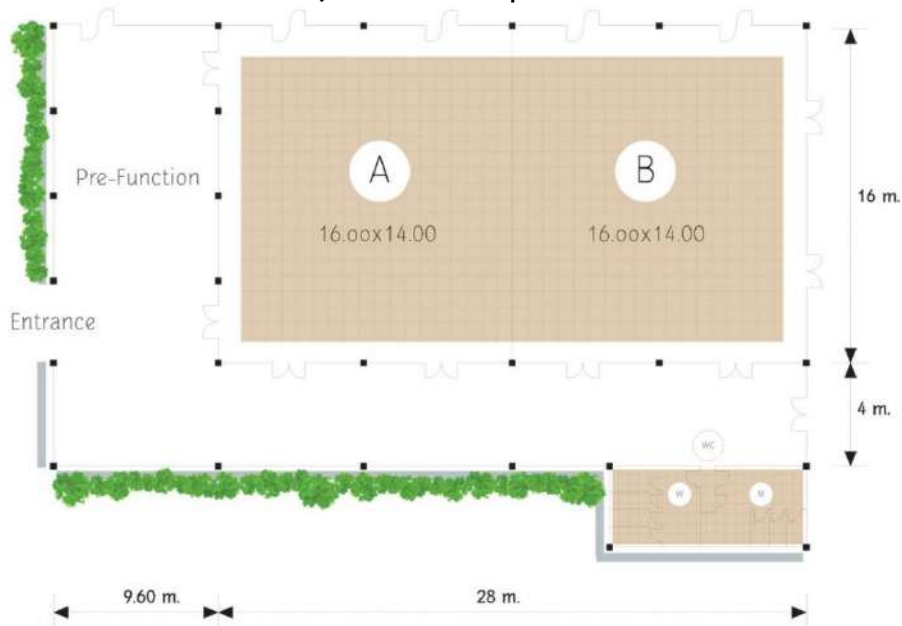 A
B
Pre-Function
16.00x14.00
16.00x14.00
16 m.
Entrance
4 m.
WC
W
M
9.60 m.
28 m.